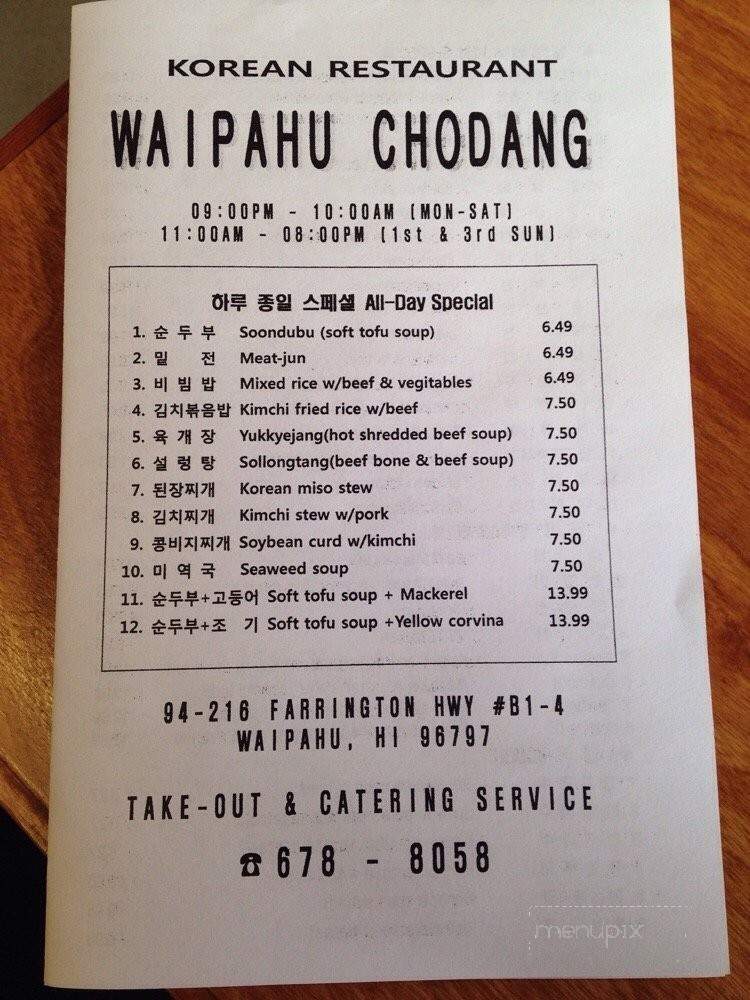 KOREAN RESTAURANT
WAIPAHU CHODANG
09:00PM - 10:00AM (MON-SAT)
11:00AM - 08:00PM (1st & 3rd SUN)
하루 종일 스페셜 All-Day Special
1. 순 두 부 Soondubu (soft tofu soup) 6.49
2. 밀 전 Meat-jun 6.49
3. 비 빔 밥 Mixed rice w/beef & vegitables 6.49
4. 김치볶음밥 Kimchi fried rice w/beef 7.50
5. 육 개 장 Yukkyejang(hot shredded beef soup) 7.50
6. 설 렁 탕 Sollongtang(beef bone & beef soup) 7.50
7. 된장찌개 Korean miso stew 7.50
8. 김치찌개 Kimchi stew w/pork 7.50
9. 콩비지찌개 Soybean curd w/kimchi 7.50
10. 미 역 국 Seaweed soup 7.50
11. 순두부+고등어 Soft tofu soup + Mackerel 13.99
12. 순두부+조 기 Soft tofu soup +Yellow corvina 13.99
94-216 FARRINGTON HWY #B1-4
WAIPAHU, HI 96797
TAKE-OUT & CATERING SERVICE
☎678 - 8058
menupix